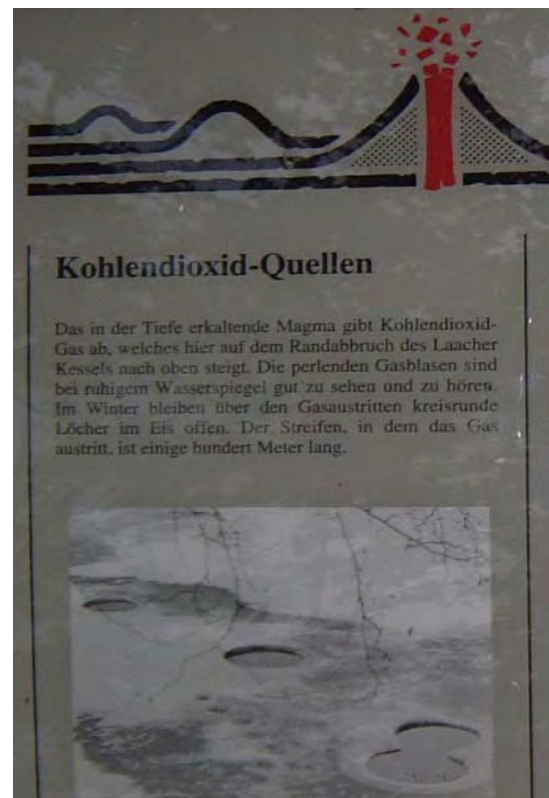 Kohlendioxid-Quellen
Das in der Tiefe erkaltende Magma gibt Kohlendioxid-
Gas ab, welches hier auf dem Randabbruch des Laacher
Kessels nach oben steigt. Die perlenden Gasblasen sind
bei ruhigem Wasserspiegel gut zu sehen und zu hören.
Im Winter bleiben über den Gasaustritten kreisrunde
Löcher im Eis offen. Der Streifen, in dem das Gas
austritt, ist einige hundert Meter lang.